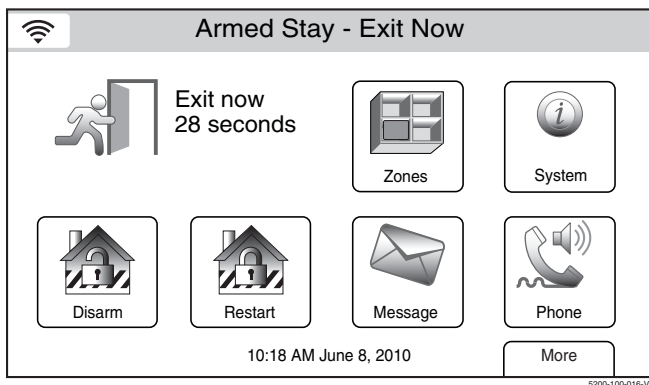 Armed Stay - Exit Now
Exit now
28 seconds
Zones
System
Disarm
Restart
Message
Phone
10:18 AM June 8, 2010
More